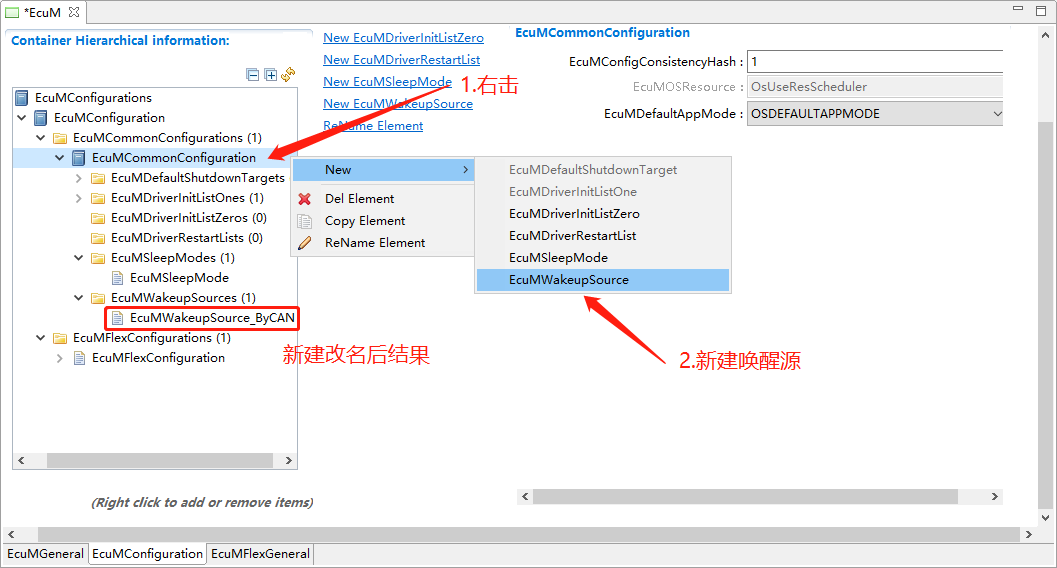 *EcuM
Container Hierarchical information:
EcuMConfigurations
EcuMConfiguration
EcuMCommonConfigurations (1)
EcuMCommonConfiguration
EcuMDefaultShutdownTargets
EcuMDriverInitListOnes (1)
EcuMDriverInitListZeros (0)
EcuMDriverRestartLists (0)
EcuMSleepModes (1)
EcuMSleepMode
EcuMWakeupSources (1)
EcuMWakeupSource_ByCAN
EcuMFlexConfigurations (1)
EcuMFlexConfiguration
(Right click to add or remove items)
New EcuMDriverInitListZero
New EcuMDriverRestartList
New EcuMSleepMode
New EcuMWakeupSource
ReName Element
1.右击
New
Del Element
Copy Element
ReName Element
EcuMDefaultShutdownTarget
EcuMDriverInitListOne
EcuMDriverInitListZero
EcuMDriverRestartList
EcuMSleepMode
EcuMWakeupSource
新建改名后结果
2.新建唤醒源
EcuMCommonConfiguration
EcuMConfigConsistencyHash : 1
EcuMOSResource : OsUseResScheduler
EcuMDefaultAppMode : OSDEFAULTAPPMODE
EcuMGeneral EcuMConfiguration EcuMFlexGeneral